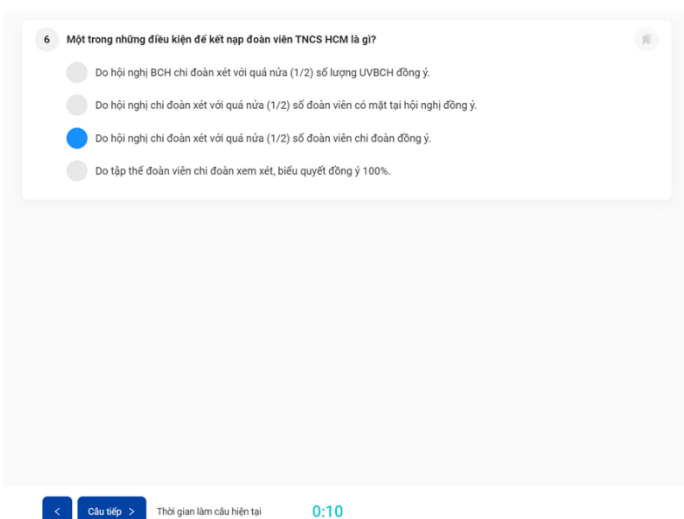 6 Một trong những điều kiện để kết nạp đoàn viên TNCS HCM là gì?
Do hội nghị BCH chi đoàn xét với quá nửa (1/2) số lượng UVBCH đồng ý.
Do hội nghị chi đoàn xét với quá nửa (1/2) số đoàn viên có mặt tại hội nghị đồng ý.
Do hội nghị chi đoàn xét với quá nửa (1/2) số đoàn viên chi đoàn đồng ý.
Do tập thể đoàn viên chi đoàn xem xét, biểu quyết đồng ý 100%.
< Câu tiếp > Thời gian làm câu hiện tại 0:10